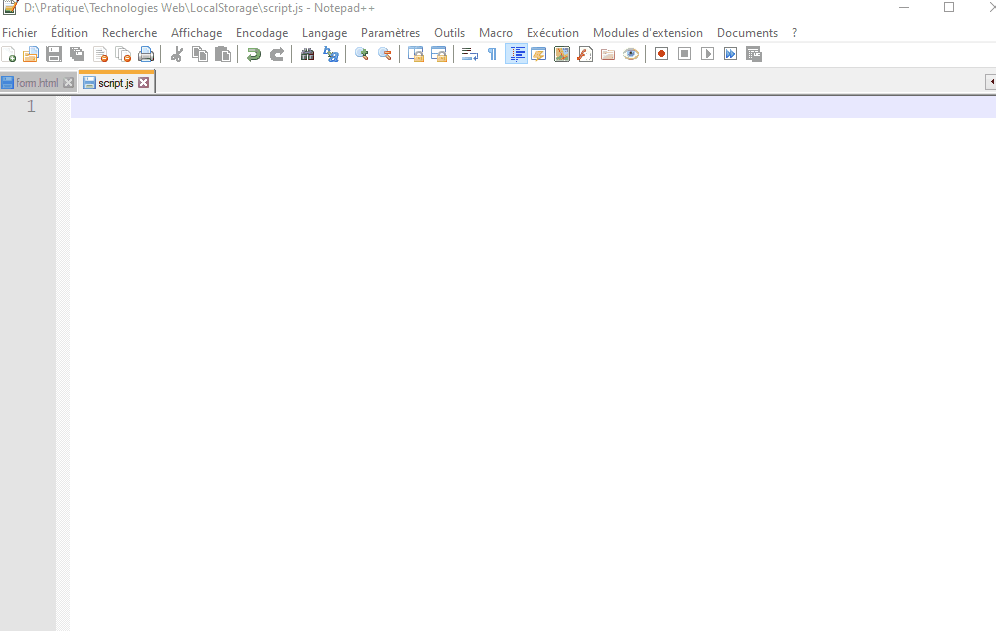 D:\Pratique\Technologies Web\LocalStorage\script.js - Notepad++
Fichier Édition Recherche Affichage Encodage Langage Paramètres Outils Macro Exécution Modules d'extension Documents ?
form.html script.js
1